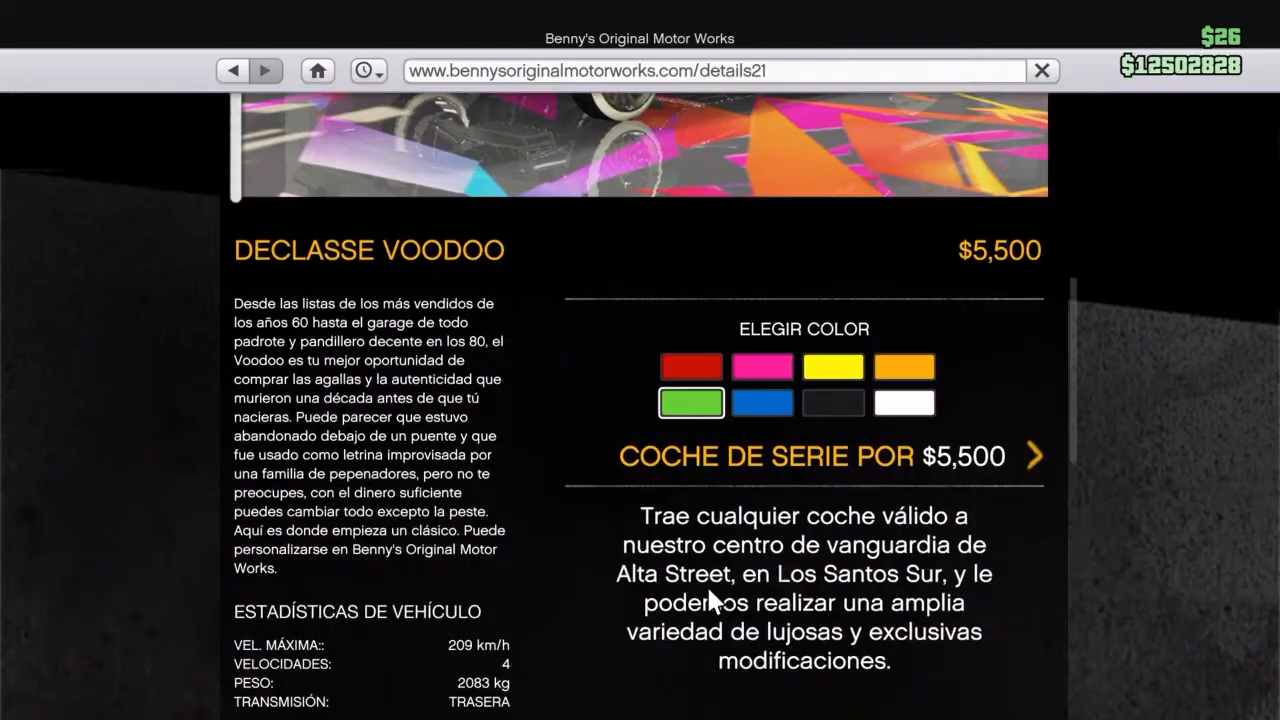 Benny's Original Motor Works
$26
www.bennysoriginalmotorworks.com/details21
$12502828
DECLASSE VOODOO
$5,500
Desde las listas de los más vendidos de
los años 60 hasta el garage de todo
padrote y pandillero decente en los 80, el
Voodoo es tu mejor oportunidad de
comprar las agallas y la autenticidad que
murieron una década antes de que tú
nacieras. Puede parecer que estuvo
abandonado debajo de un puente y que
fue usado como letrina improvisada por
una familia de pepenadores, pero no te
preocupes, con el dinero suficiente
puedes cambiar todo excepto la peste.
Aquí es donde empieza un clásico. Puede
personalizarse en Benny's Original Motor
Works.
ESTADÍSTICAS DE VEHÍCULO
VEL. MÁXIMA:: 209 km/h
VELOCIDADES: 4
PESO: 2083 kg
TRANSMISIÓN: TRASERA
ELEGIR COLOR
COCHE DE SERIE POR $5,500
Trae cualquier coche válido a
nuestro centro de vanguardia de
Alta Street, en Los Santos Sur, y le
podemos realizar una amplia
variedad de lujosas y exclusivas
modificaciones.